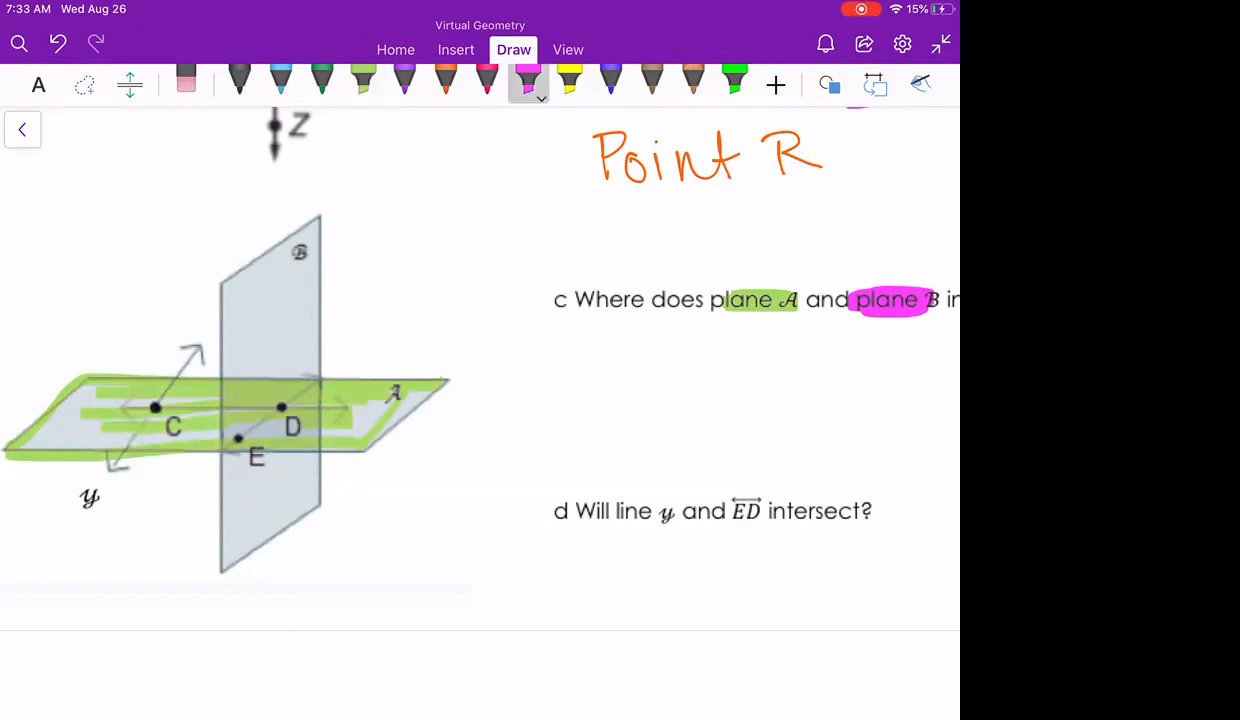 7:33 AM Wed Aug 26
15%
Virtual Geometry
Home Insert Draw View
A
Z
Point R
B
c Where does plane A and plane B in
A
C
D
E
y
d Will line y and ED intersect?